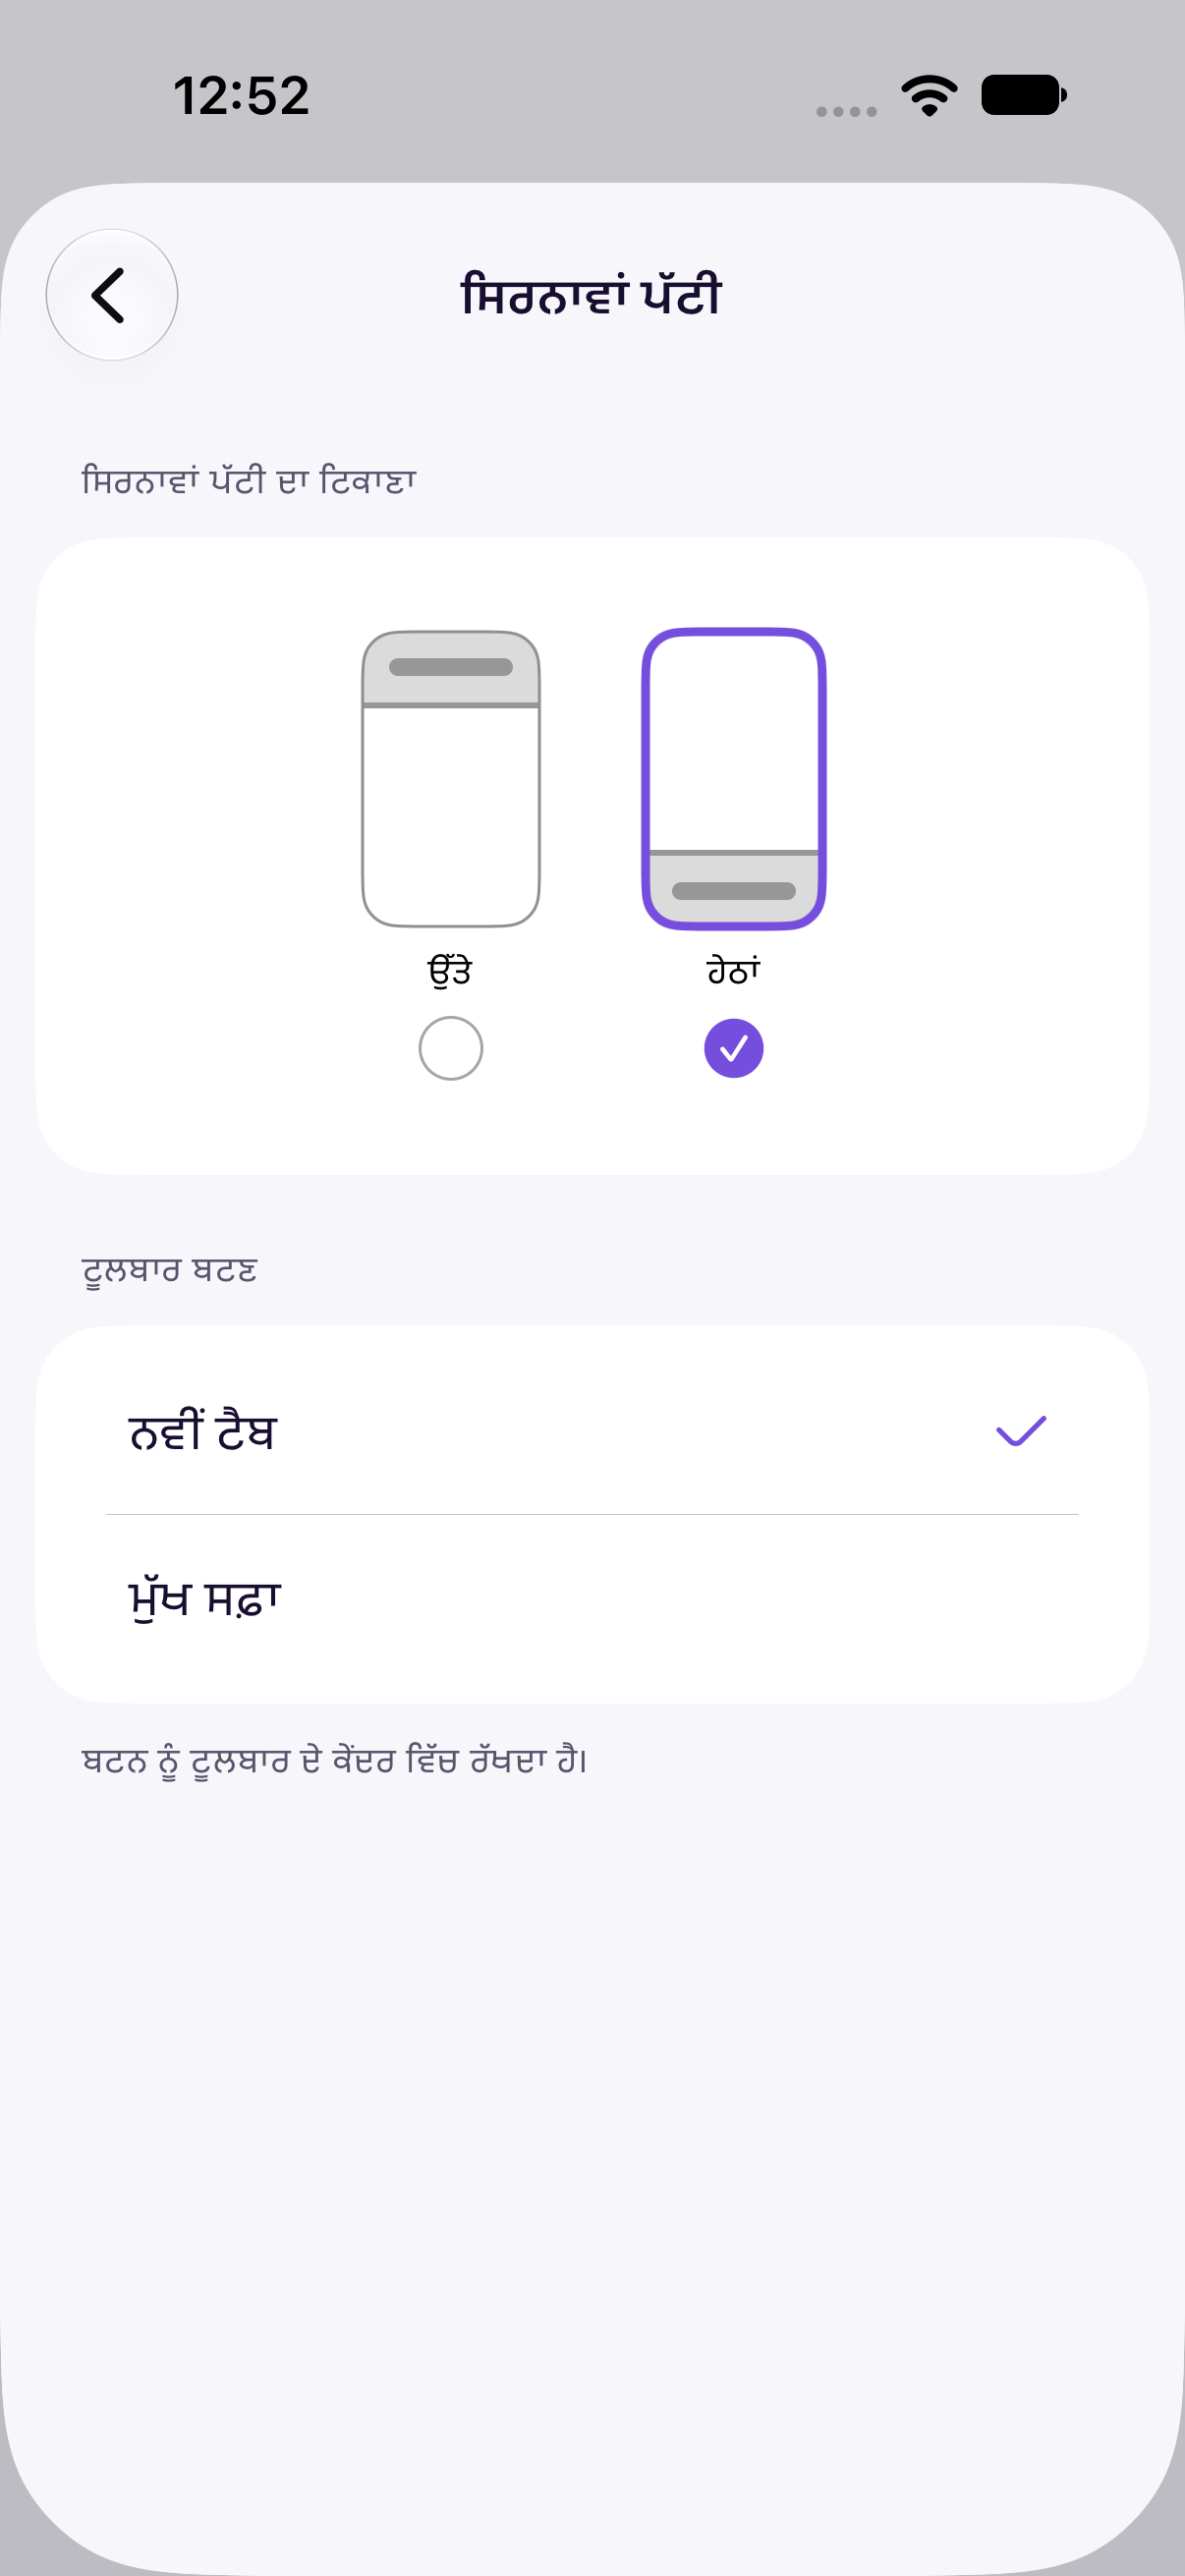 12:52
ਸਿਰਨਾਵਾਂ ਪੱਟੀ
ਸਿਰਨਾਵਾਂ ਪੱਟੀ ਦਾ ਟਿਕਾਣਾ
ਉੱਤੇ
ਹੇਠਾਂ
ਟੂਲਬਾਰ ਬਟਣ
ਨਵੀਂ ਟੈਬ
ਮੁੱਖ ਸਫ਼ਾ
ਬਟਨ ਨੂੰ ਟੂਲਬਾਰ ਦੇ ਕੇਂਦਰ ਵਿੱਚ ਰੱਖਦਾ ਹੈ।